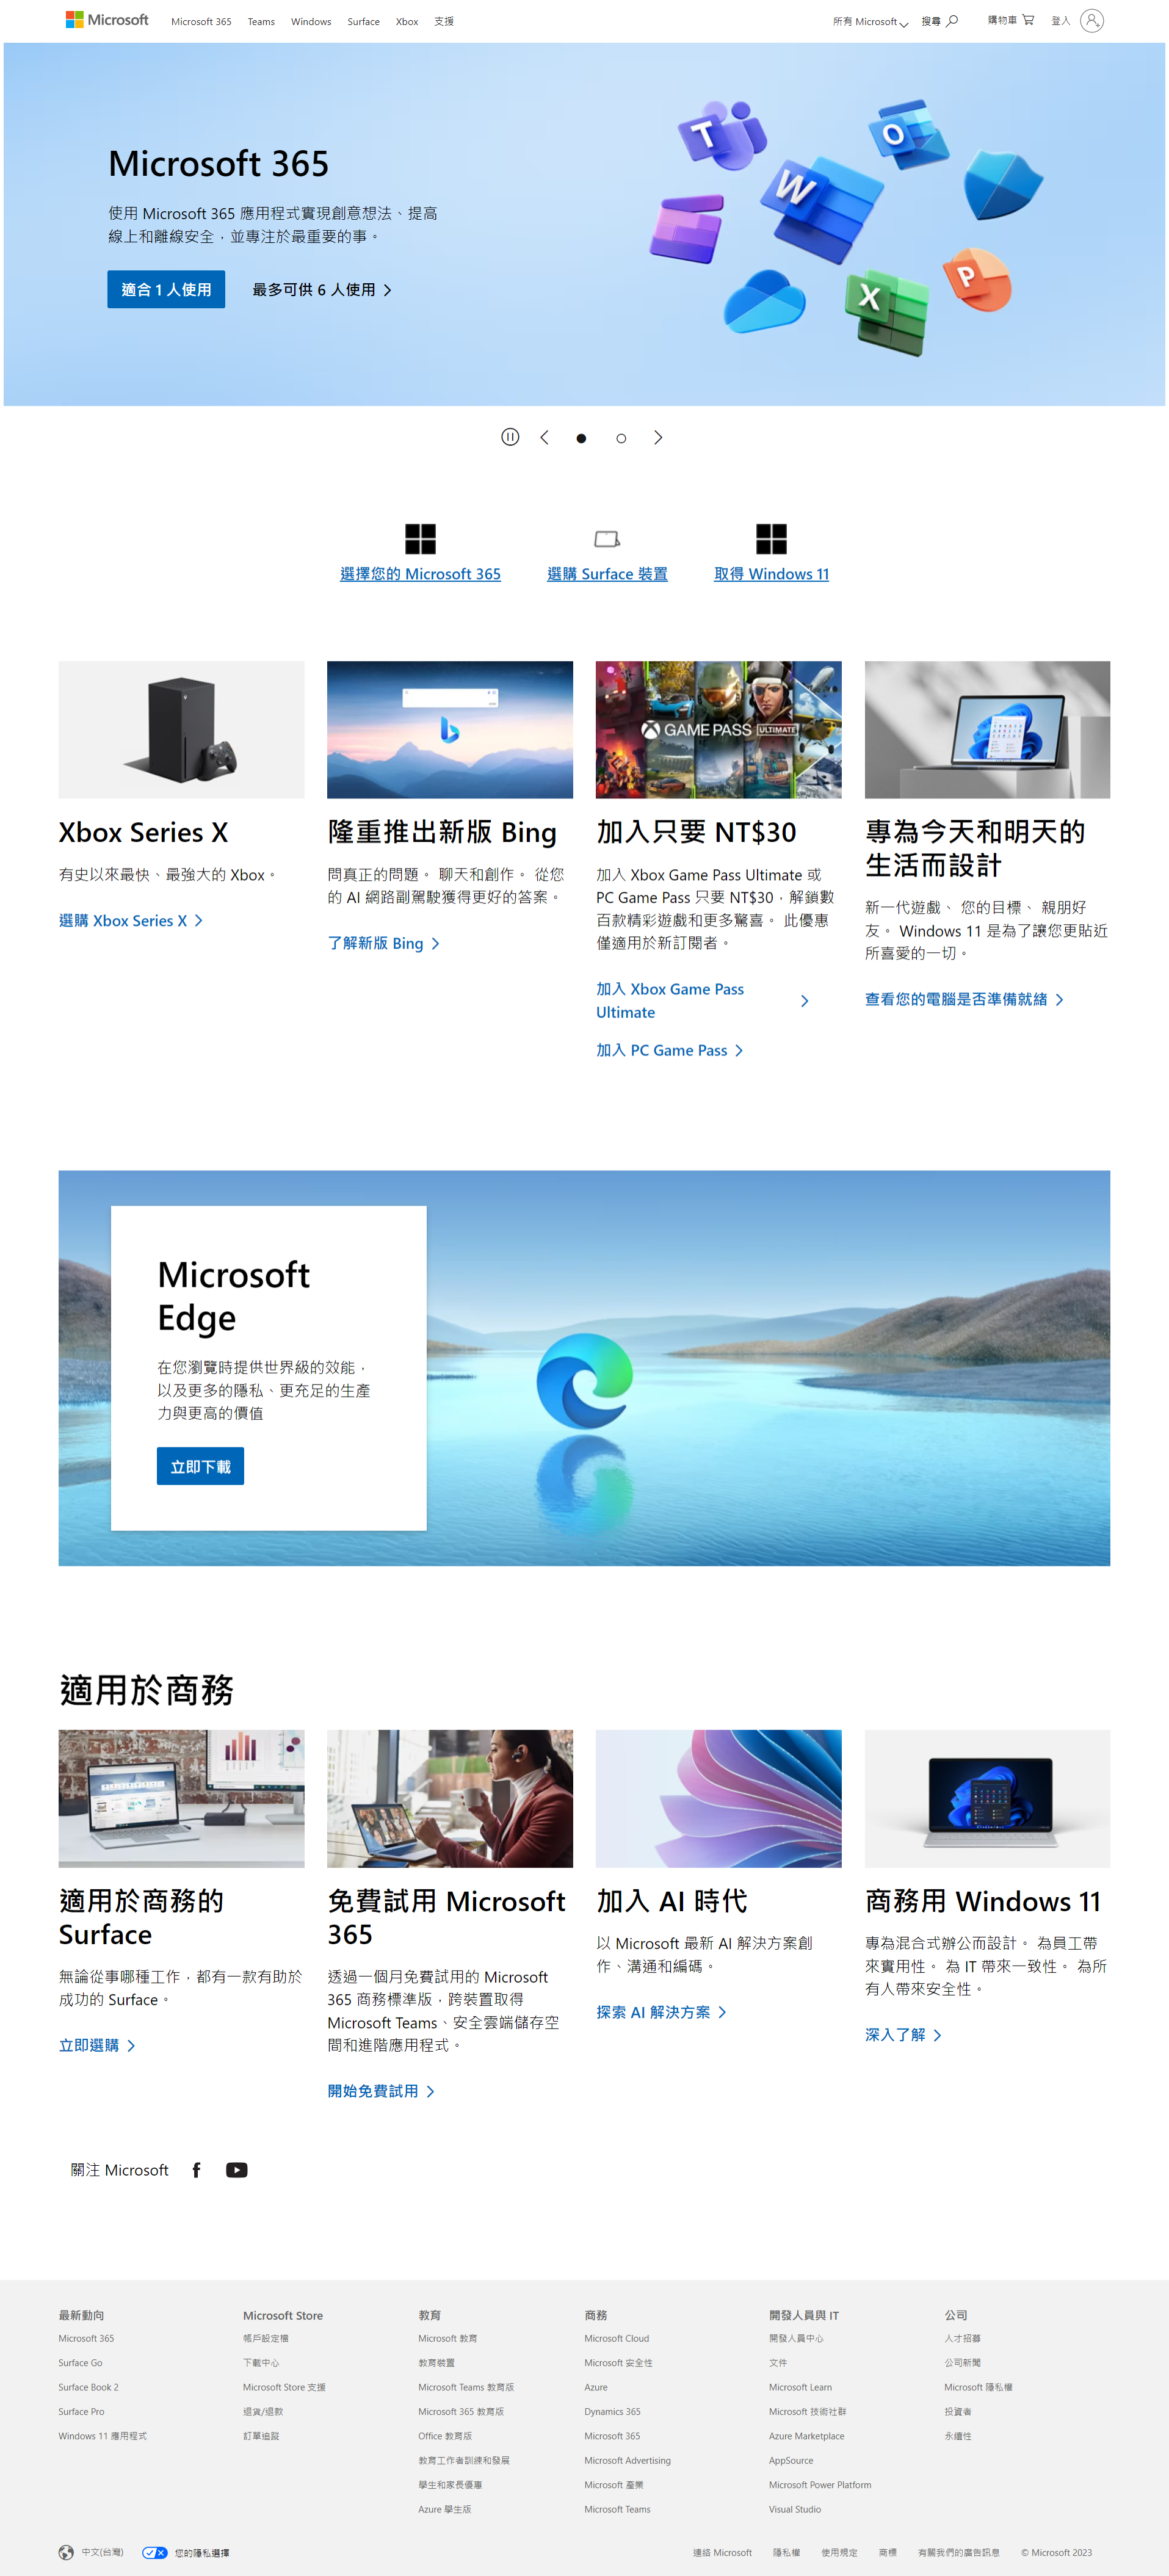 Microsoft
Microsoft 365
Teams
Windows
Surface
Xbox
支援
所有 Microsoft
搜尋
購物車
登入
Microsoft 365
使用 Microsoft 365 應用程式實現創意想法、提高
線上和離線安全，並專注於最重要的事。
適合 1 人使用
最多可供 6 人使用
選擇您的 Microsoft 365
選購 Surface 裝置
取得 Windows 11
Xbox Series X
有史以來最快、最強大的 Xbox。
選購 Xbox Series X
隆重推出新版 Bing
問真正的問題。 聊天和創作。 從您
的 AI 網路副駕駛獲得更好的答案。
了解新版 Bing
GAME PASS ULTIMATE
加入只要 NT$30
加入 Xbox Game Pass Ultimate 或
PC Game Pass 只要 NT$30，解鎖數
百款精彩遊戲和更多驚喜。 此優惠
僅適用於新訂閱者。
加入 Xbox Game Pass
Ultimate
加入 PC Game Pass
專為今天和明天的
生活而設計
新一代遊戲、 您的目標、 親朋好
友。 Windows 11 是為了讓您更貼近
所喜愛的一切。
查看您的電腦是否準備就緒
Microsoft
Edge
在您瀏覽時提供世界級的效能，
以及更多的隱私、更充足的生產
力與更高的價值
立即下載
適用於商務
適用於商務的
Surface
無論從事哪種工作，都有一款有助於
成功的 Surface。
立即選購
免費試用 Microsoft
365
透過一個月免費試用的 Microsoft
365 商務標準版，跨裝置取得
Microsoft Teams、安全雲端儲存空
間和進階應用程式。
開始免費試用
加入 AI 時代
以 Microsoft 最新 AI 解決方案創
作、溝通和編碼。
探索 AI 解決方案
商務用 Windows 11
專為混合式辦公而設計。 為員工帶
來實用性。 為 IT 帶來一致性。 為所
有人帶來安全性。
深入了解
關注 Microsoft
最新動向
Microsoft 365
Surface Go
Surface Book 2
Surface Pro
Windows 11 應用程式
Microsoft Store
帳戶設定檔
下載中心
Microsoft Store 支援
退貨/退款
訂單追蹤
教育
Microsoft 教育
教育裝置
Microsoft Teams 教育版
Microsoft 365 教育版
Office 教育版
教育工作者訓練和發展
學生和家長優惠
Azure 學生版
商務
Microsoft Cloud
Microsoft 安全性
Azure
Dynamics 365
Microsoft 365
Microsoft Advertising
Microsoft 產業
Microsoft Teams
開發人員與 IT
開發人員中心
文件
Microsoft Learn
Microsoft 技術社群
Azure Marketplace
AppSource
Microsoft Power Platform
Visual Studio
公司
人才招募
公司新聞
Microsoft 隱私權
投資者
永續性
中文(台灣)
您的隱私選擇
連絡 Microsoft
隱私權
使用規定
商標
有關我們的廣告訊息
© Microsoft 2023